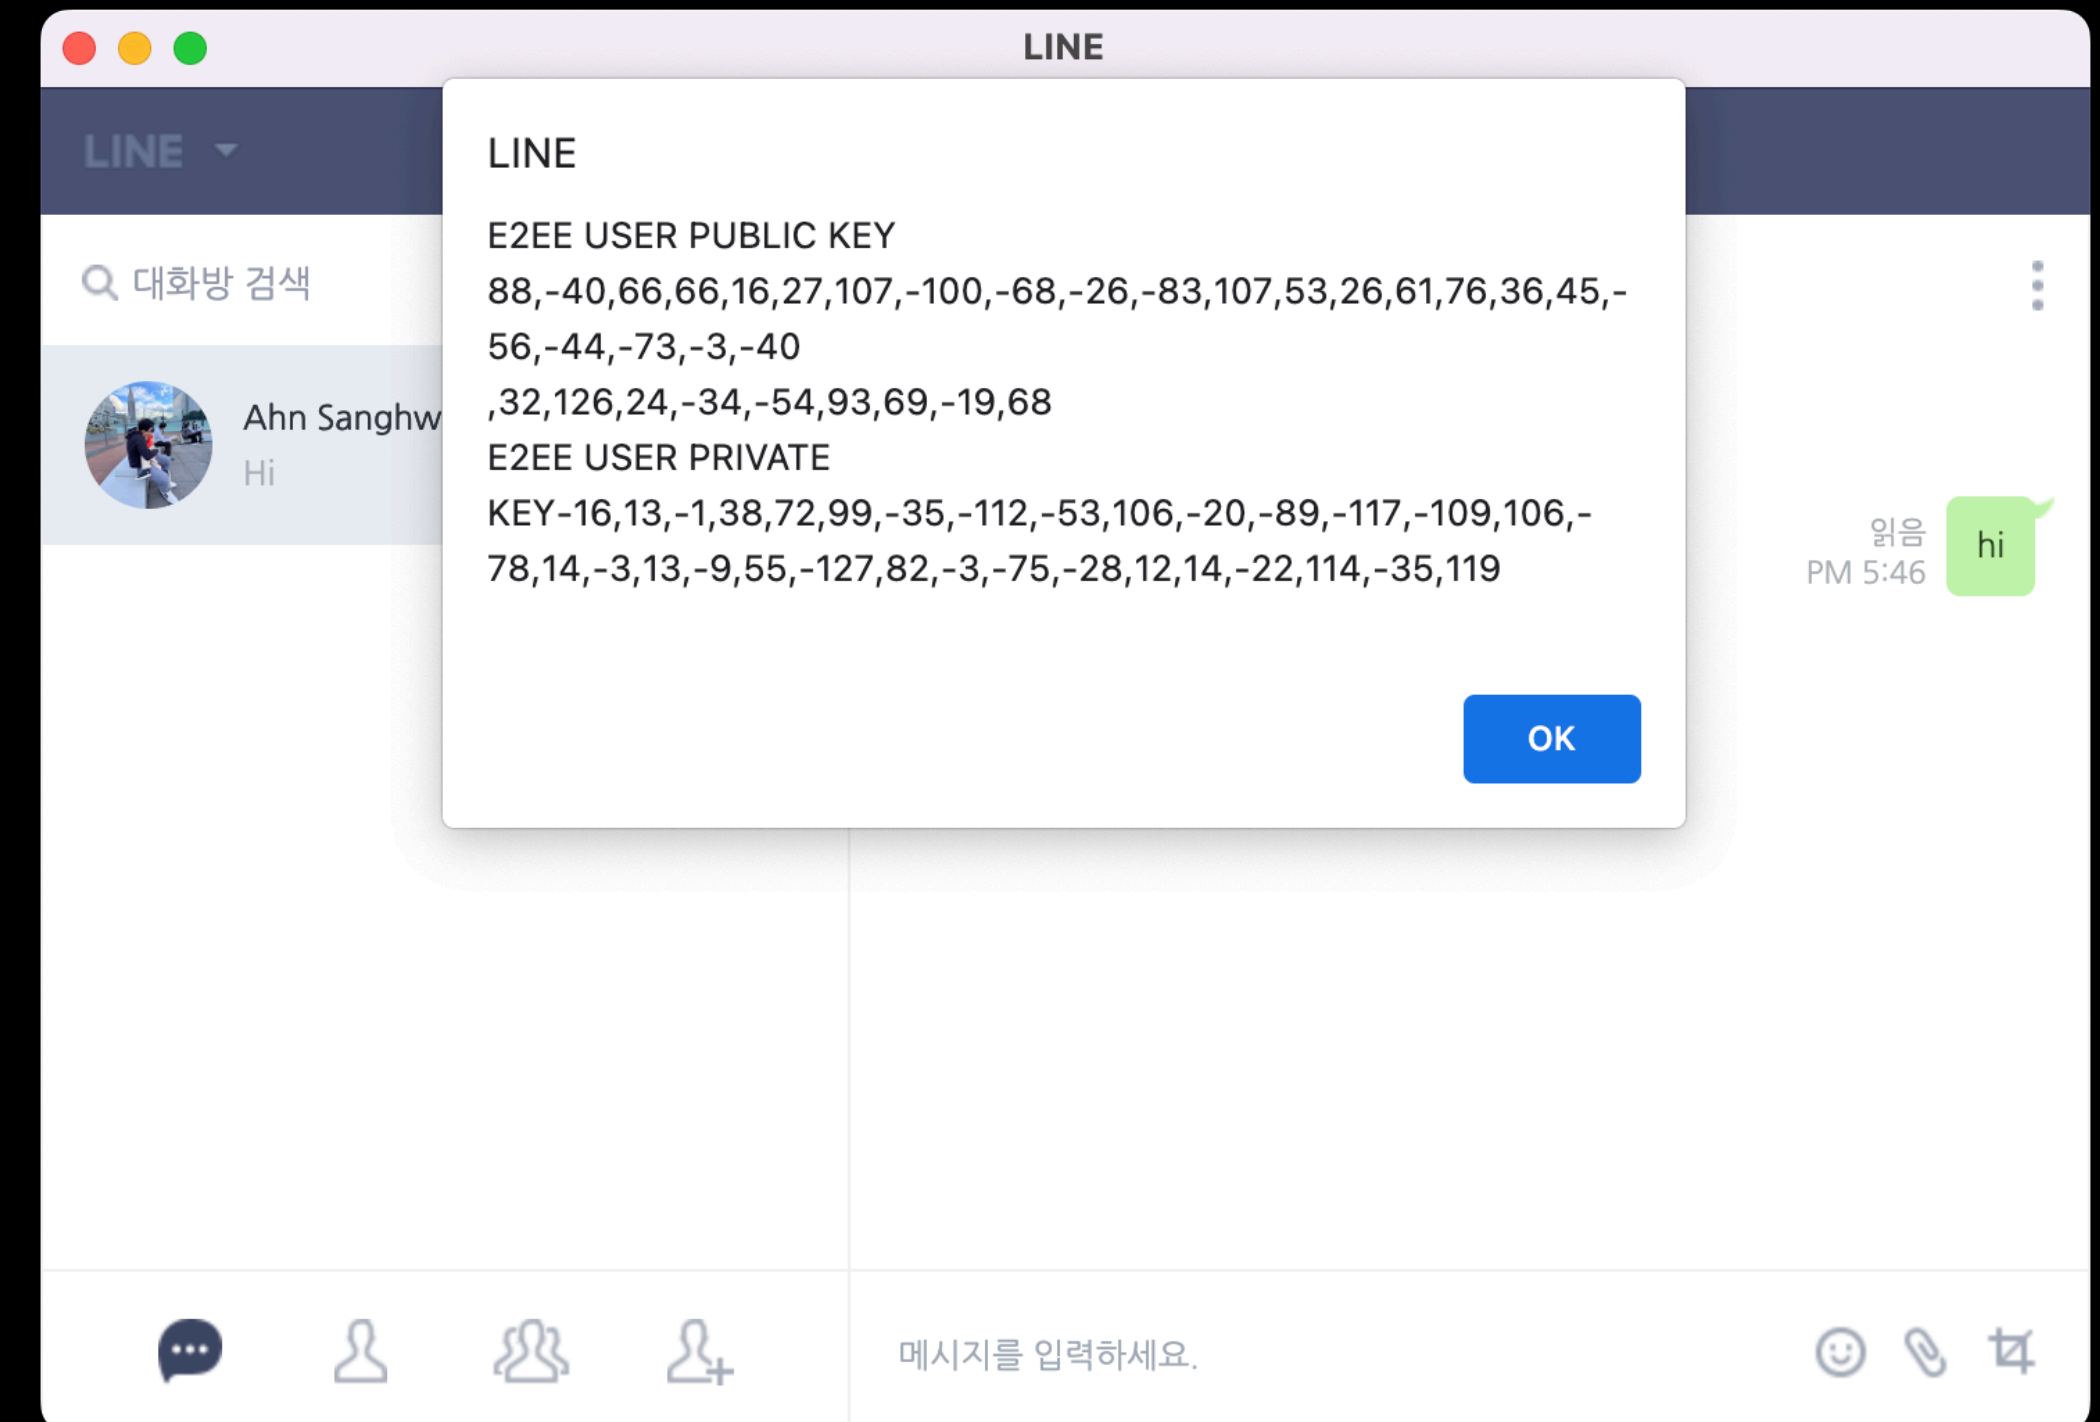 LINE
LINE
대화방 검색
Ahn Sanghw
Hi
LINE
E2EE USER PUBLIC KEY
88,-40,66,66,16,27,107,-100,-68,-26,-83,107,53,26,61,76,36,45,-
56,-44,-73,-3,-40
,32,126,24,-34,-54,93,69,-19,68
E2EE USER PRIVATE
KEY-16,13,-1,38,72,99,-35,-112,-53,106,-20,-89,-117,-109,106,-
78,14,-3,13,-9,55,-127,82,-3,-75,-28,12,14,-22,114,-35,119
OK
읽음
PM 5:46
hi
메시지를 입력하세요.